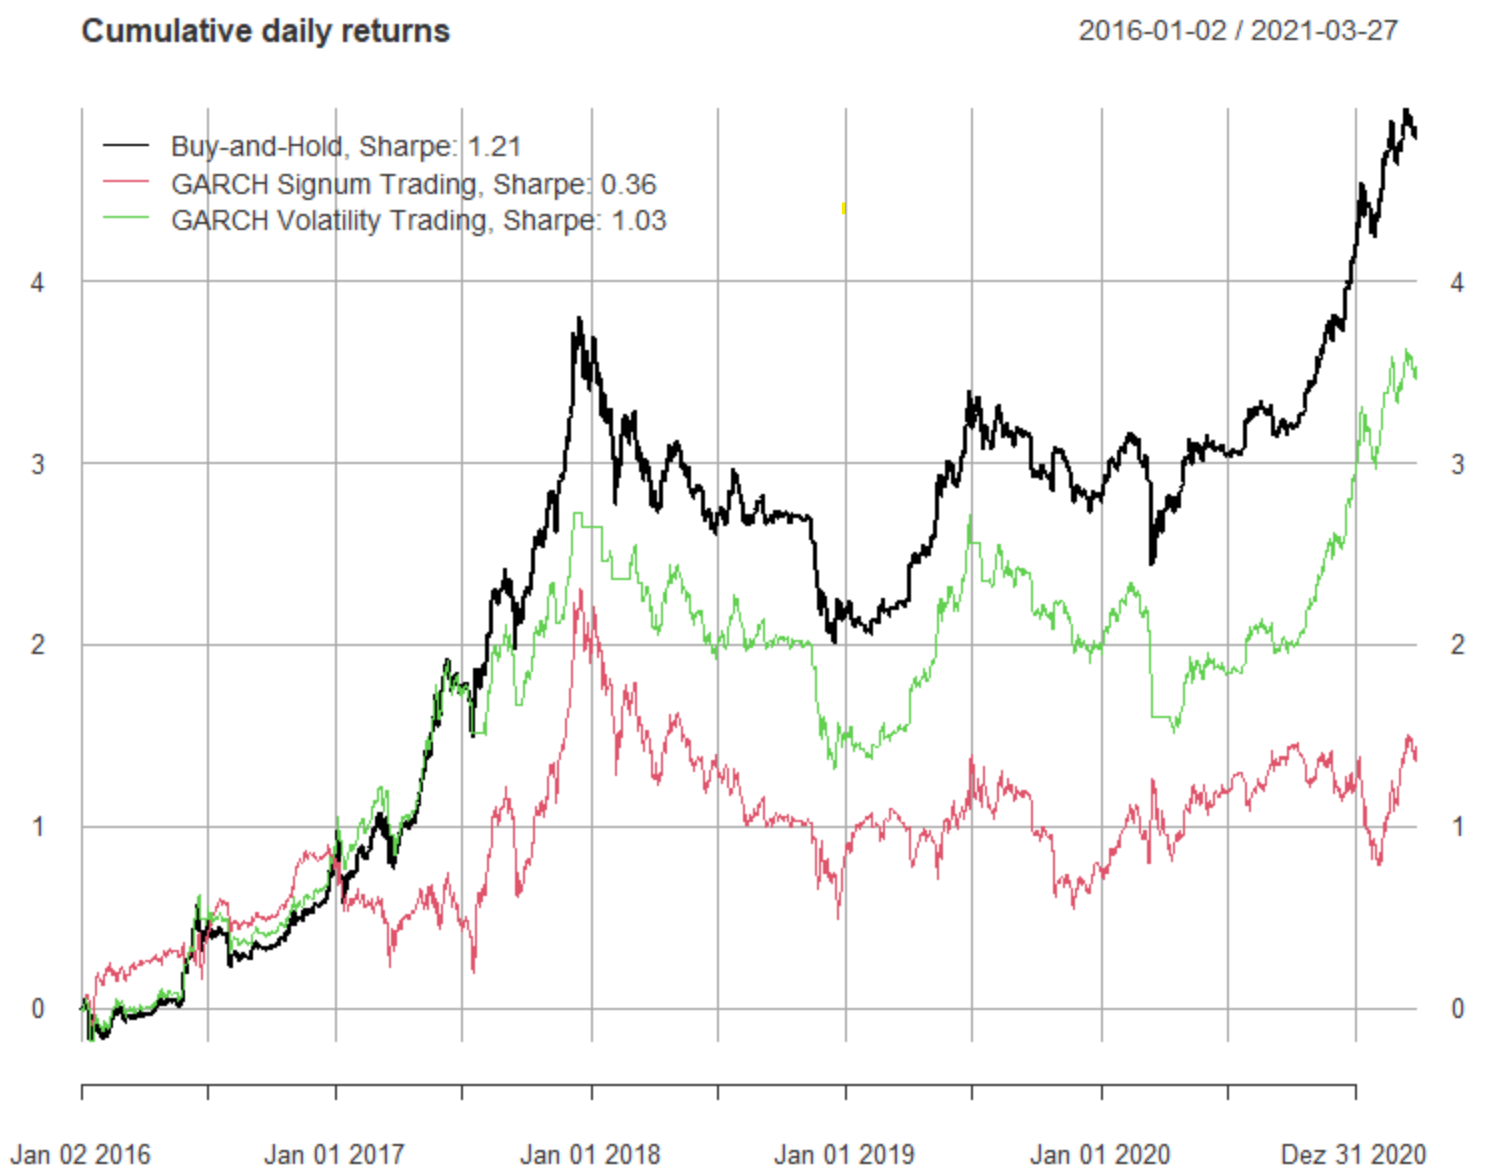 Cumulative daily returns
2016-01-02 / 2021-03-27
Buy-and-Hold, Sharpe: 1.21
GARCH Signum Trading, Sharpe: 0.36
GARCH Volatility Trading, Sharpe: 1.03
4 4
3 3
2 2
1 1
0 0
Jan 02 2016 Jan 01 2017 Jan 01 2018 Jan 01 2019 Jan 01 2020 Dez 31 2020